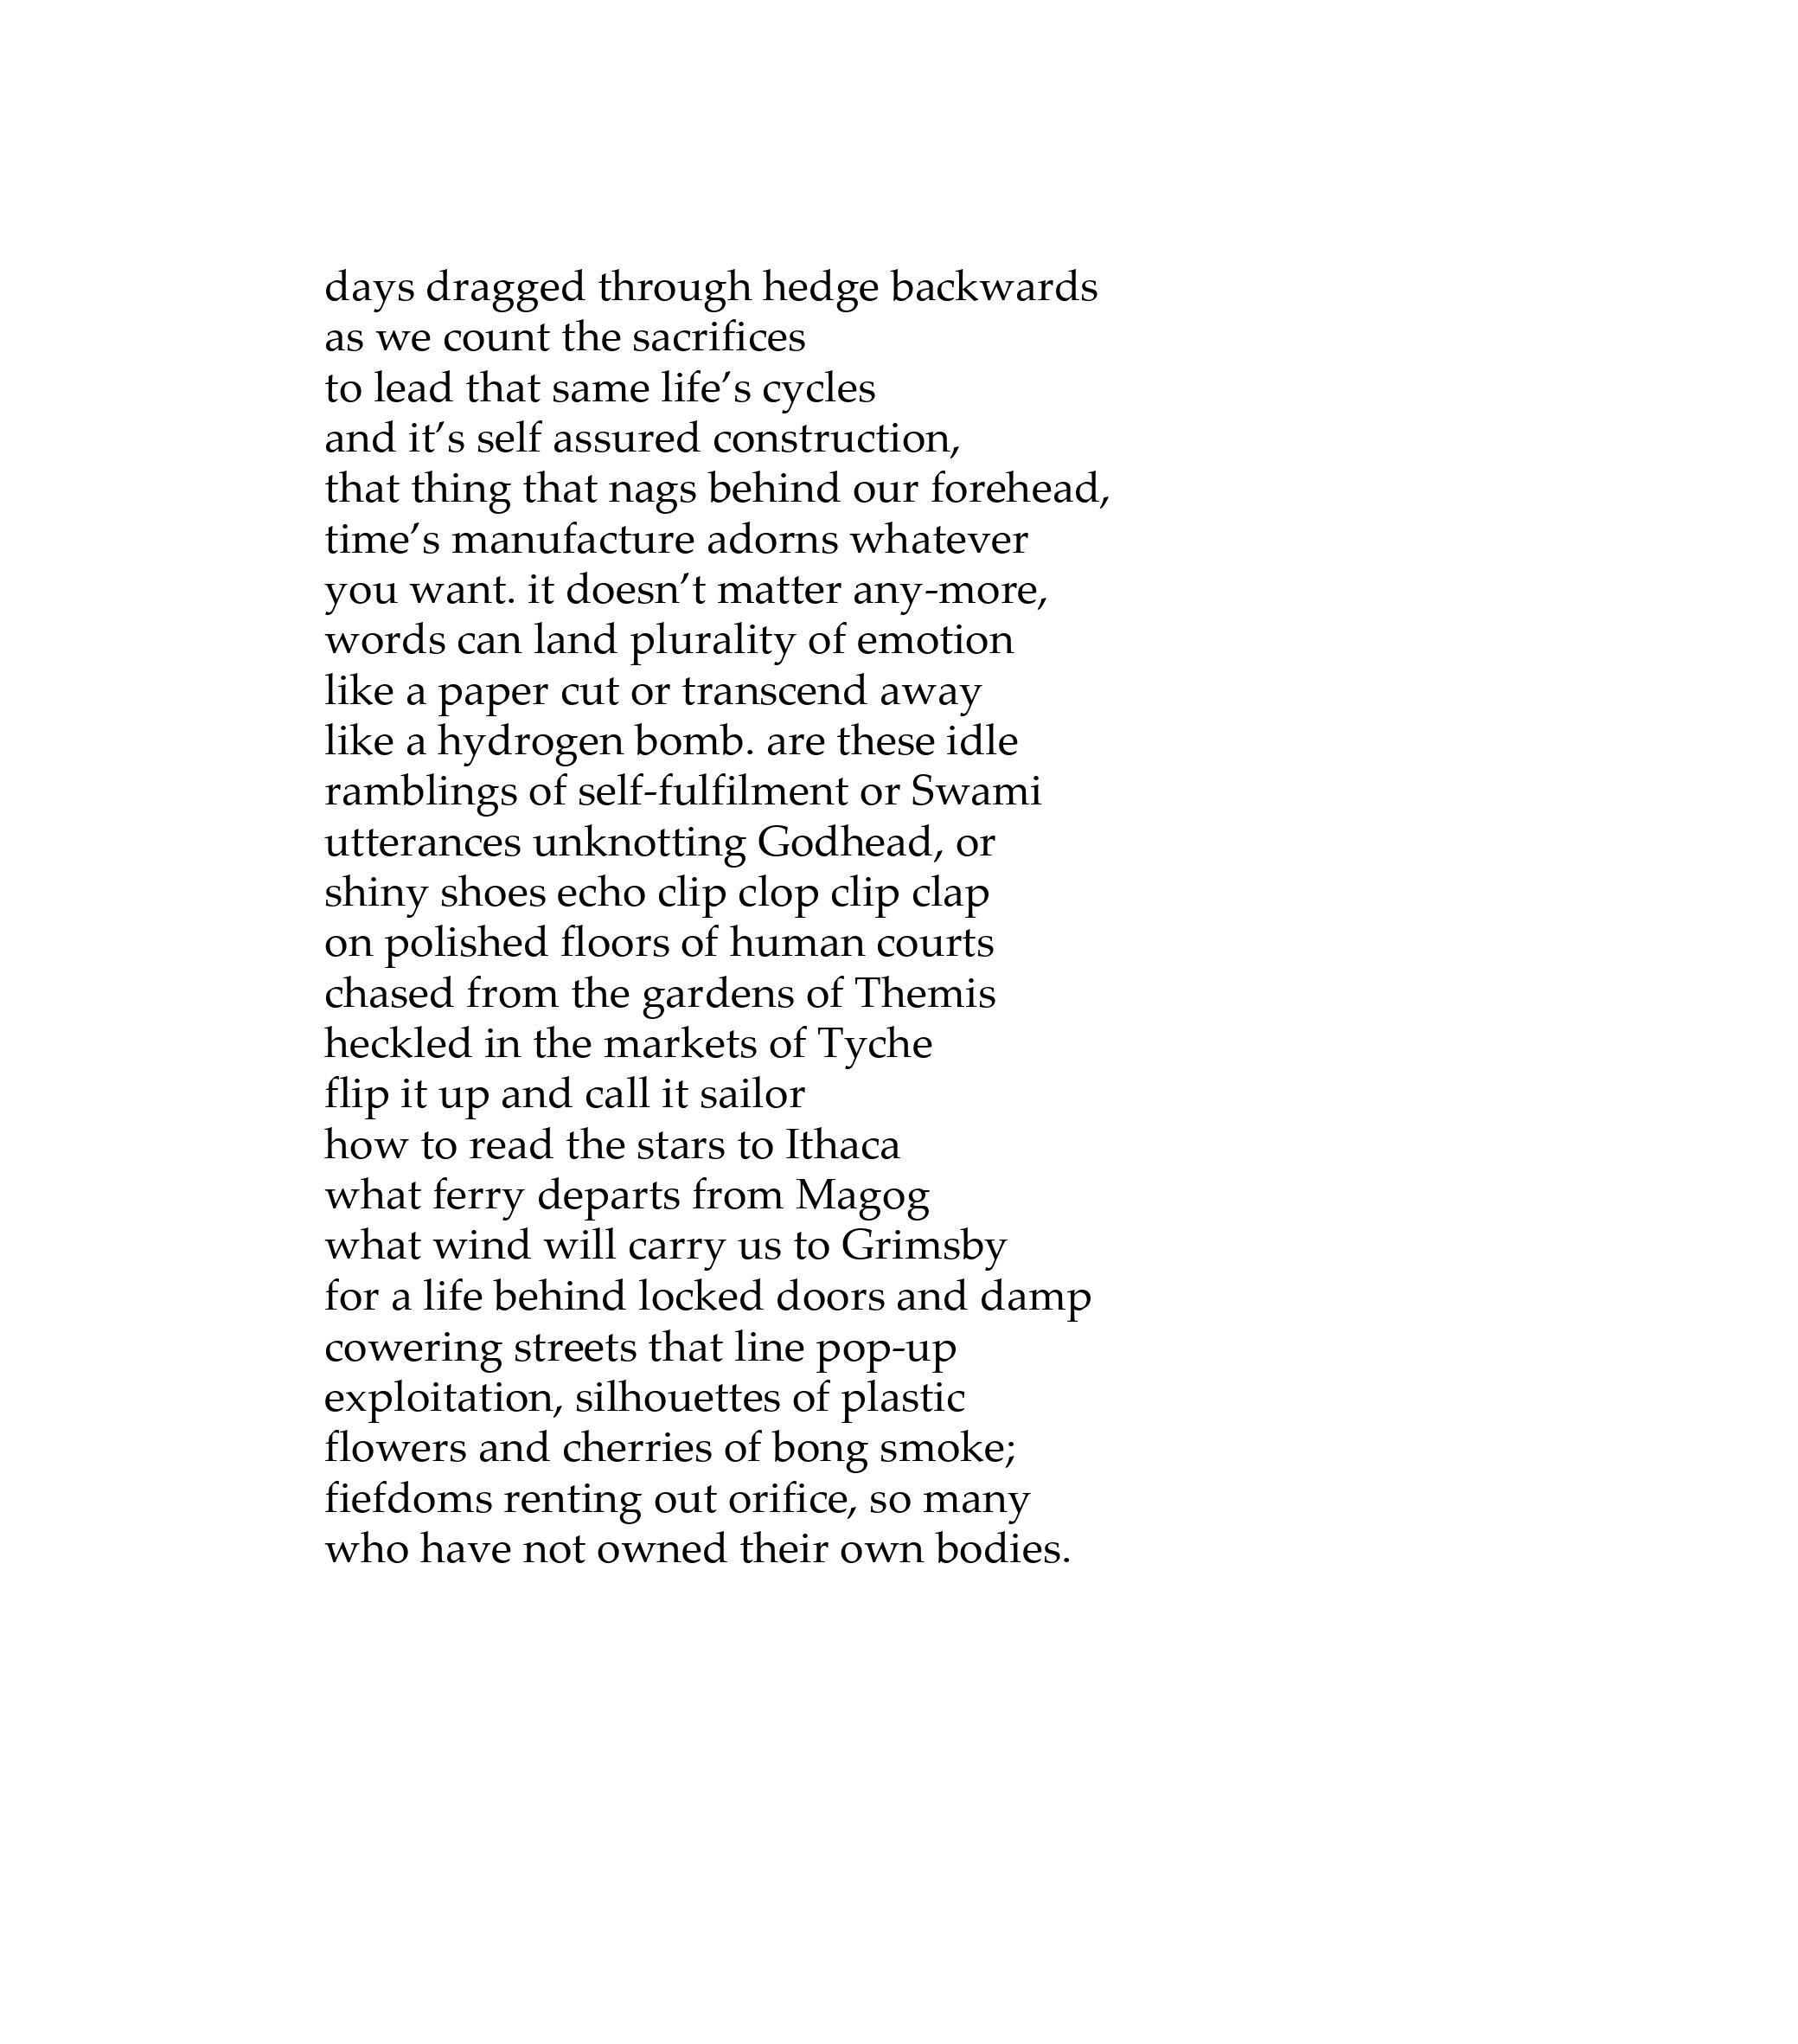 days dragged through hedge backwards
as we count the sacrifices
to lead that same life’s cycles
and it’s self assured construction,
that thing that nags behind our forehead,
time’s manufacture adorns whatever
you want. it doesn’t matter any-more,
words can land plurality of emotion
like a paper cut or transcend away
like a hydrogen bomb. are these idle
ramblings of self-fulfilment or Swami
utterances unknotting Godhead, or
shiny shoes echo clip clop clip clap
on polished floors of human courts
chased from the gardens of Themis
heckled in the markets of Tyche
flip it up and call it sailor
how to read the stars to Ithaca
what ferry departs from Magog
what wind will carry us to Grimsby
for a life behind locked doors and damp
cowering streets that line pop-up
exploitation, silhouettes of plastic
flowers and cherries of bong smoke;
fiefdoms renting out orifice, so many
who have not owned their own bodies.